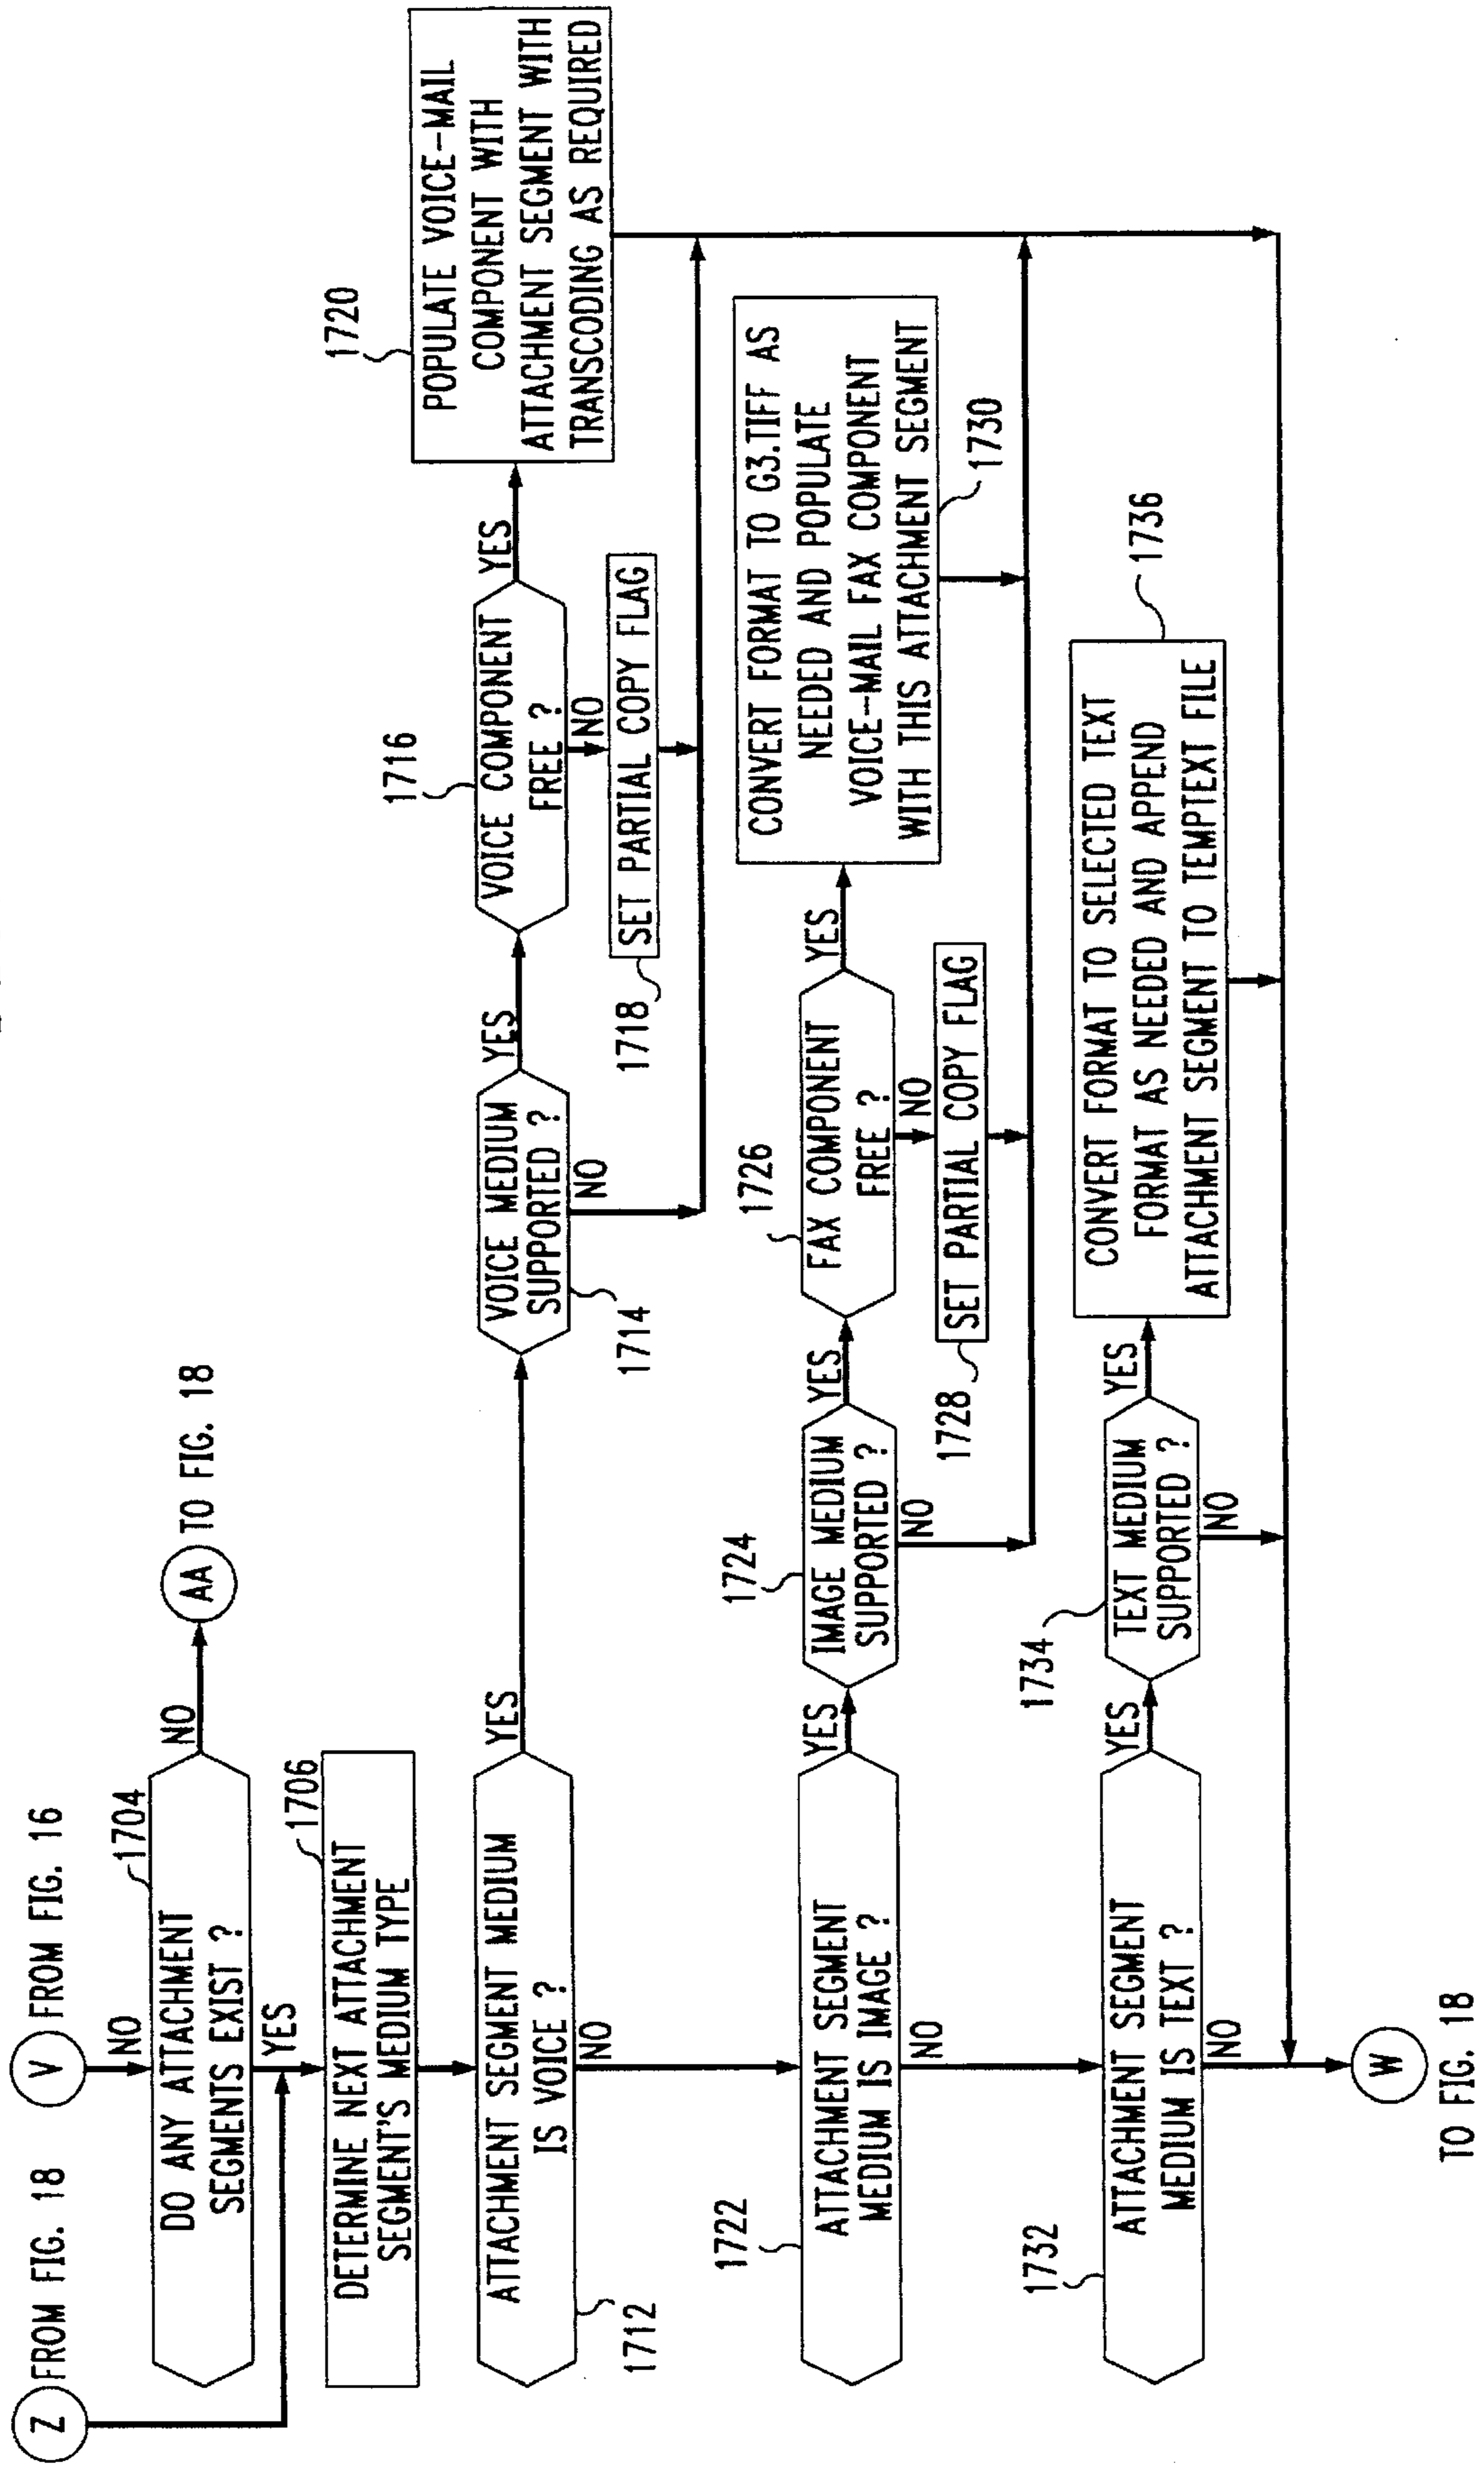 Z FROM FIG. 18
V FROM FIG. 16
NO
1704
DO ANY ATTACHMENT
SEGMENTS EXIST ?
NO
AA TO FIG. 18
YES
1706
DETERMINE NEXT ATTACHMENT
SEGMENT'S MEDIUM TYPE
1712
ATTACHMENT SEGMENT MEDIUM
IS VOICE ?
YES
NO
1714
VOICE MEDIUM
SUPPORTED ?
YES
NO
1716
VOICE COMPONENT
FREE ?
YES
NO
1718
SET PARTIAL COPY FLAG
1720
POPULATE VOICE-MAIL
COMPONENT WITH
ATTACHMENT SEGMENT WITH
TRANSCODING AS REQUIRED
1722
ATTACHMENT SEGMENT
MEDIUM IS IMAGE ?
YES
NO
1724
IMAGE MEDIUM
SUPPORTED ?
YES
NO
1726
FAX COMPONENT
FREE ?
YES
NO
1728
SET PARTIAL COPY FLAG
CONVERT FORMAT TO G3.TIFF AS
NEEDED AND POPULATE
VOICE-MAIL FAX COMPONENT
WITH THIS ATTACHMENT SEGMENT
1730
1732
ATTACHMENT SEGMENT
MEDIUM IS TEXT ?
YES
NO
1734
TEXT MEDIUM
SUPPORTED ?
YES
NO
1736
CONVERT FORMAT TO SELECTED TEXT
FORMAT AS NEEDED AND APPEND
ATTACHMENT SEGMENT TO TEMPTEXT FILE
W
TO FIG. 18